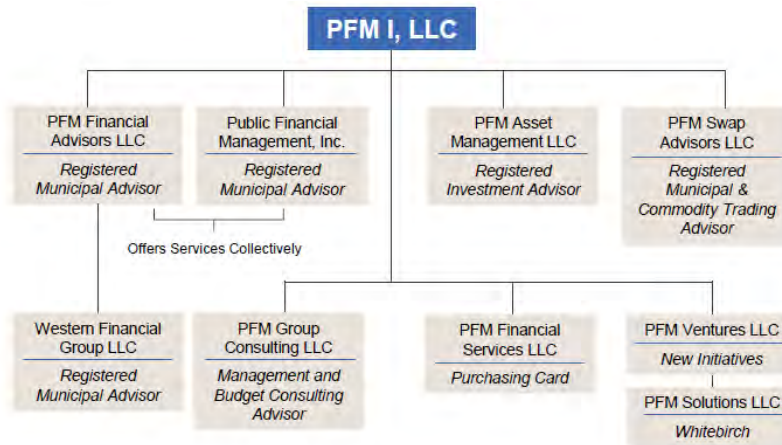 PFM I, LLC
PFM Financial
Advisors LLC
Registered
Municipal Advisor
Public Financial
Management, Inc.
Registered
Municipal Advisor
PFM Asset
Management LLC
Registered
Investment Advisor
PFM Swap
Advisors LLC
Registered
Municipal &
Commodity Trading
Advisor
Offers Services Collectively
Western Financial
Group LLC
Registered
Municipal Advisor
PFM Group
Consulting LLC
Management and
Budget Consulting
Advisor
PFM Financial
Services LLC
Purchasing Card
PFM Ventures LLC
New Initiatives
PFM Solutions LLC
Whitebirch